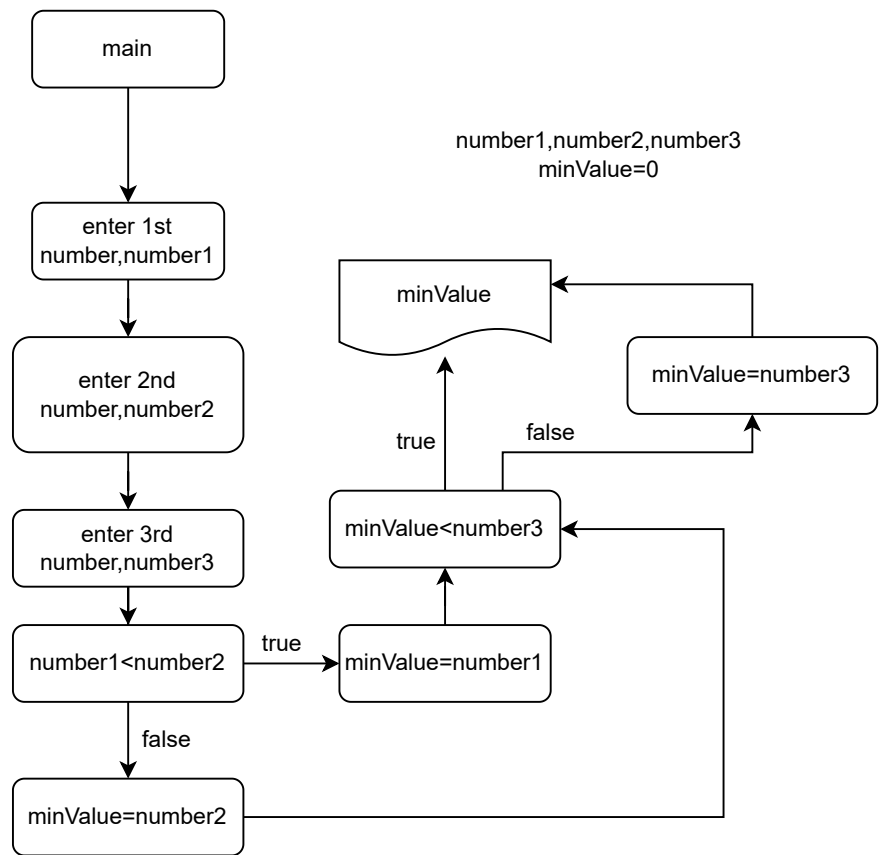 main
number1,number2,number3
minValue=0
enter 1st
number,number1
minValue
enter 2nd
number,number2
minValue=number3
true
false
enter 3rd
number,number3
minValue<number3
number1<number2
true
minValue=number1
false
minValue=number2